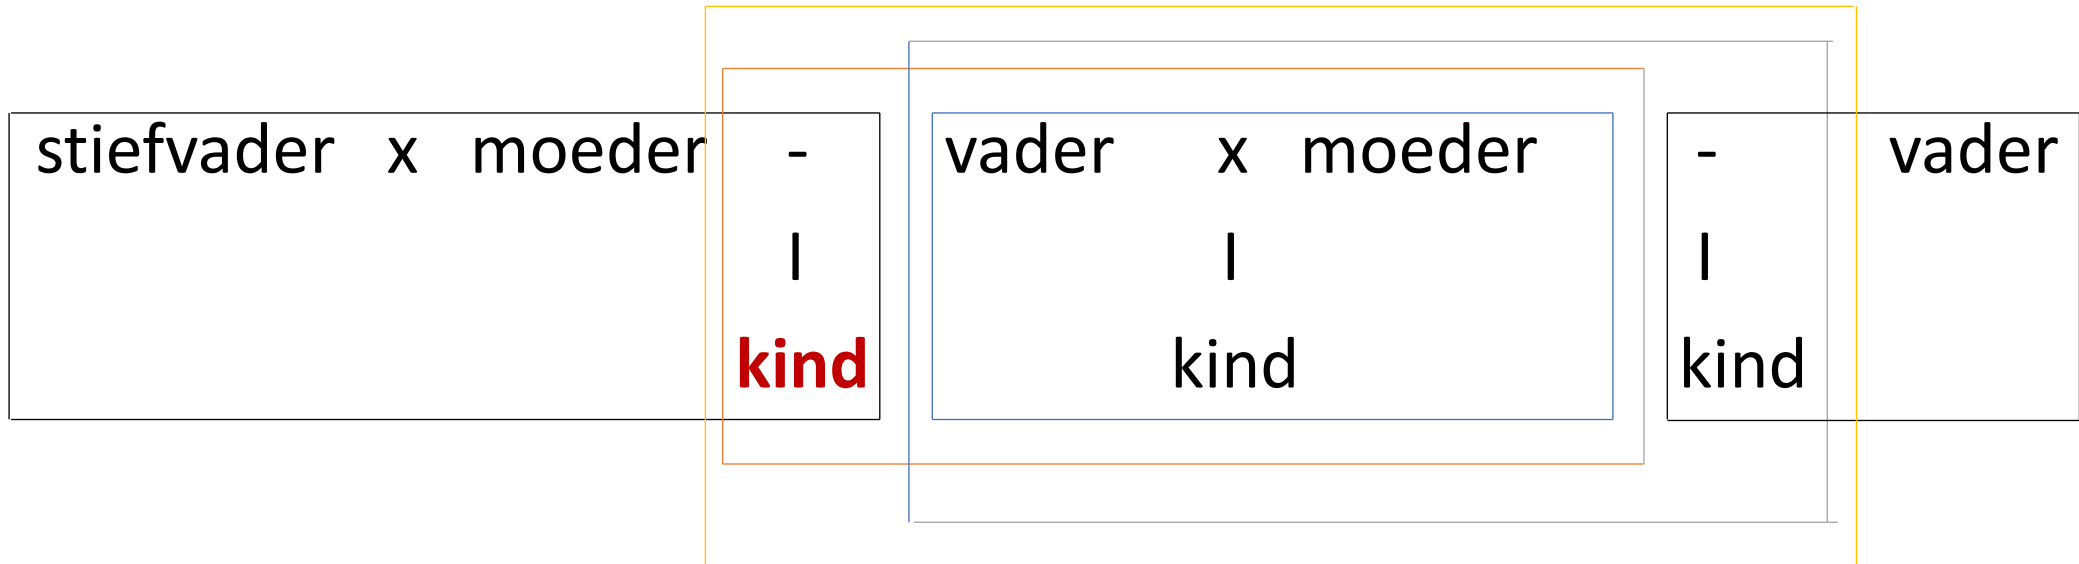 stiefvader x moeder - vader x moeder - vader
I I I
kind kind kind